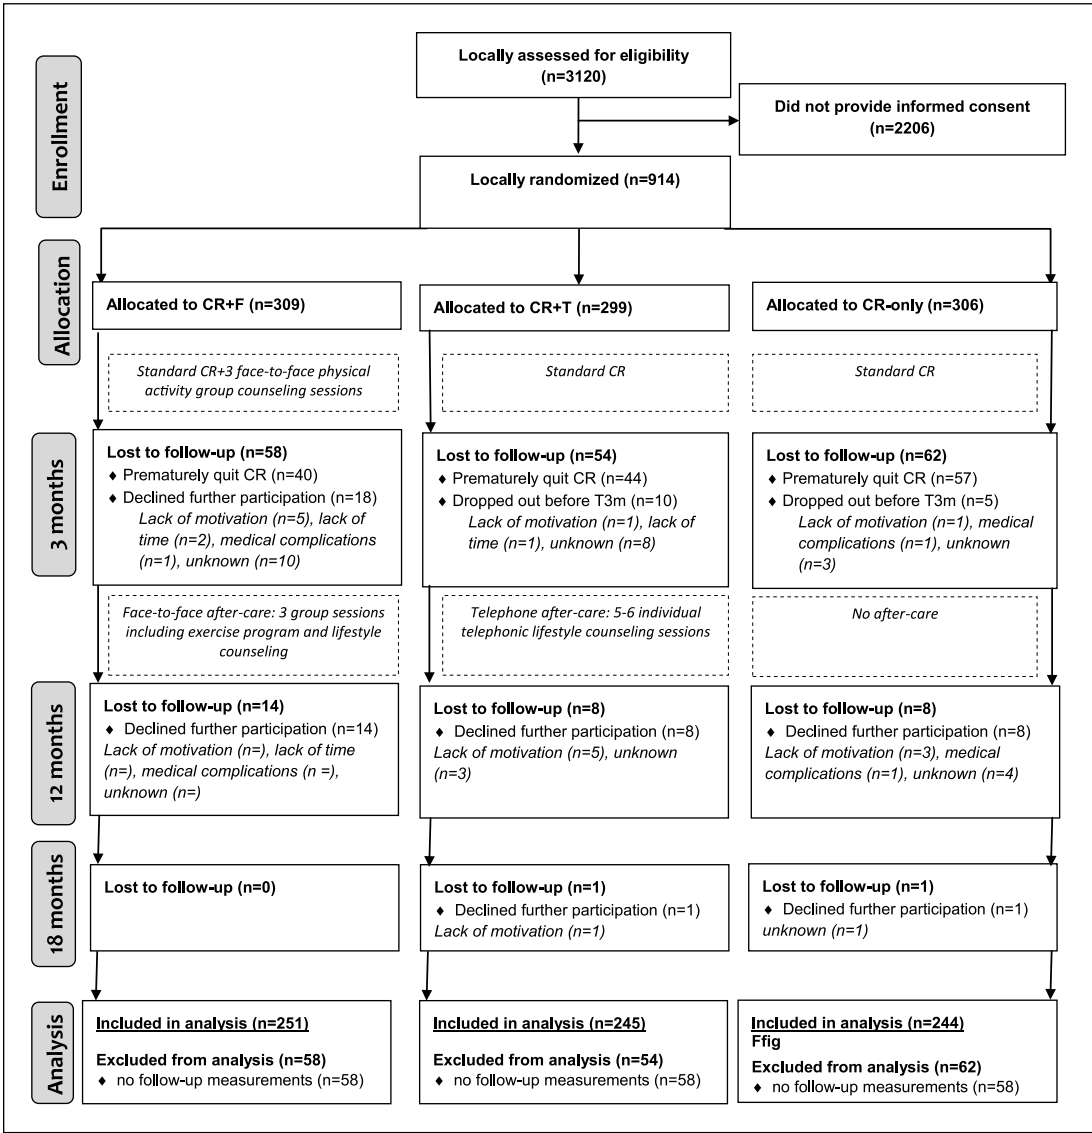 Enrollment
Locally assessed for eligibility
(n=3120)
Did not provide informed consent
(n=2206)
Locally randomized (n=914)
Allocation
Allocated to CR+F (n=309)
Allocated to CR+T (n=299)
Allocated to CR-only (n=306)
Standard CR+3 face-to-face physical
activity group counseling sessions
Standard CR
Standard CR
3 months
Lost to follow-up (n=58)
♦ Prematurely quit CR (n=40)
♦ Declined further participation (n=18)
Lack of motivation (n=5), lack of
time (n=2), medical complications
(n=1), unknown (n=10)
Lost to follow-up (n=54)
♦ Prematurely quit CR (n=44)
♦ Dropped out before T3m (n=10)
Lack of motivation (n=1), lack of
time (n=1), unknown (n=8)
Lost to follow-up (n=62)
♦ Prematurely quit CR (n=57)
♦ Dropped out before T3m (n=5)
Lack of motivation (n=1), medical
complications (n=1), unknown
(n=3)
Face-to-face after-care: 3 group sessions
including exercise program and lifestyle
counseling
Telephone after-care: 5-6 individual
telephonic lifestyle counseling sessions
No after-care
12 months
Lost to follow-up (n=14)
♦ Declined further participation (n=14)
Lack of motivation (n=), lack of time
(n=), medical complications (n =),
unknown (n=)
Lost to follow-up (n=8)
♦ Declined further participation (n=8)
Lack of motivation (n=5), unknown
(n=3)
Lost to follow-up (n=8)
♦ Declined further participation (n=8)
Lack of motivation (n=3), medical
complications (n=1), unknown (n=4)
18 months
Lost to follow-up (n=0)
Lost to follow-up (n=1)
♦ Declined further participation (n=1)
Lack of motivation (n=1)
Lost to follow-up (n=1)
♦ Declined further participation (n=1)
unknown (n=1)
Analysis
Included in analysis (n=251)
Excluded from analysis (n=58)
♦ no follow-up measurements (n=58)
Included in analysis (n=245)
Excluded from analysis (n=54)
♦ no follow-up measurements (n=58)
Included in analysis (n=244)
Ffig
Excluded from analysis (n=62)
♦ no follow-up measurements (n=58)